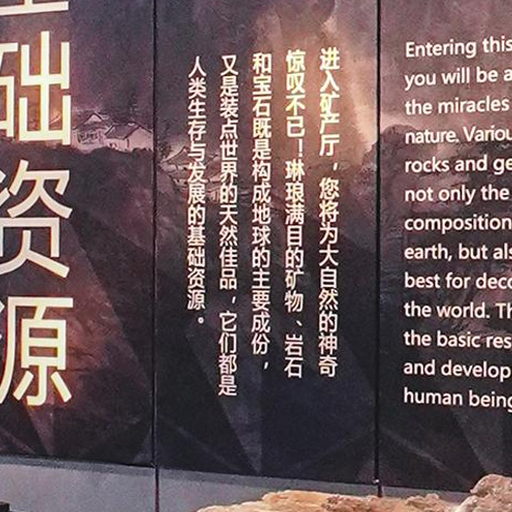 础资源
进入矿产厅，您将为大自然的神奇
惊叹不已！琳琅满目的矿物、岩石
和宝石既是构成地球的主要成份，
又是装点世界的天然佳品，它们都是
人类生存与发展的基础资源。
Entering this
you will be a
the miracles
nature. Variou
rocks and ge
not only the
composition
earth, but als
best for deco
the world. Th
the basic res
and develop
human being